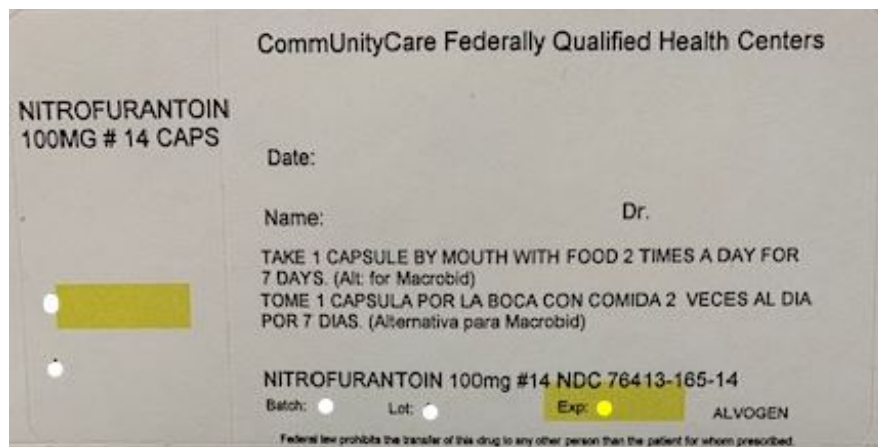 CommUnityCare Federally Qualified Health Centers
NITROFURANTOIN
100MG # 14 CAPS
Date:
Name: Dr.
TAKE 1 CAPSULE BY MOUTH WITH FOOD 2 TIMES A DAY FOR
7 DAYS. (Alt: for Macrobid)
TOME 1 CAPSULA POR LA BOCA CON COMIDA 2 VECES AL DIA
POR 7 DIAS. (Alternativa para Macrobid)
NITROFURANTOIN 100mg #14 NDC 76413-165-14
Batch: Lot: Exp: ALVOGEN
Federal law prohibits the transfer of this drug to any other person than the patient for whom prescribed.